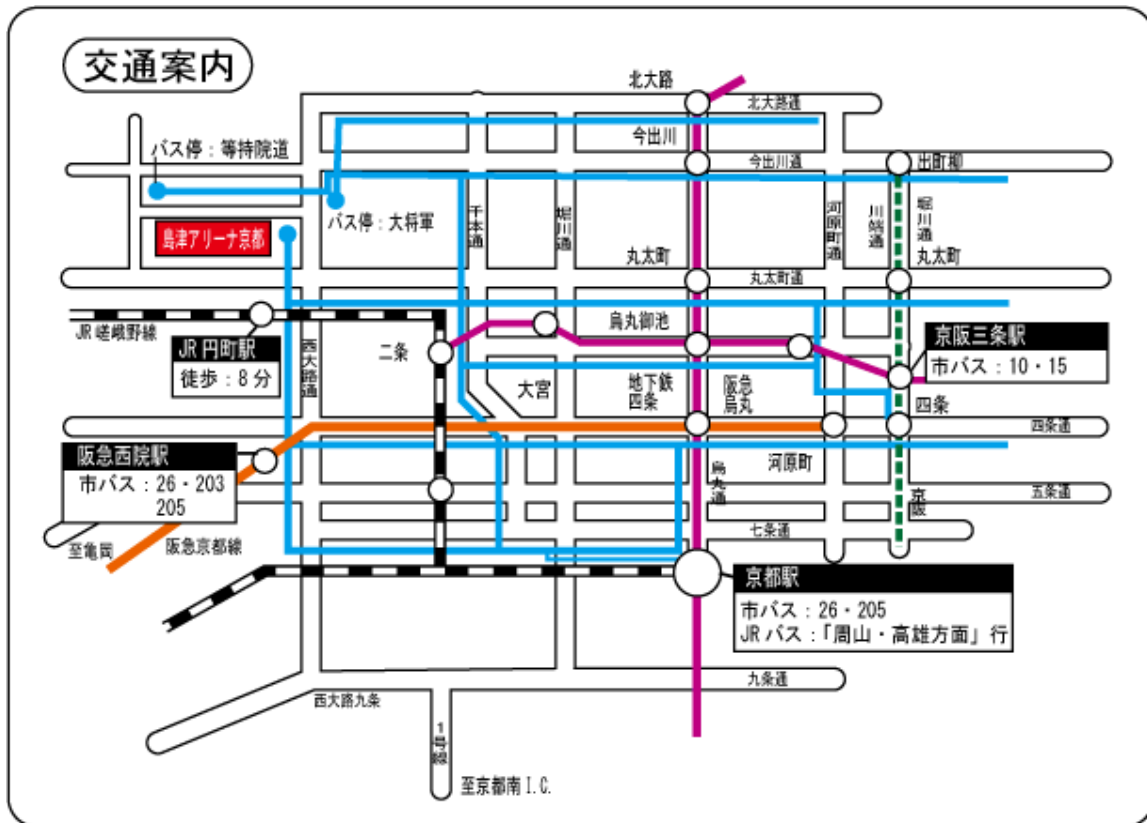 交通案内
北大路
北大路通
今出川
今出川通
出町柳
バス停：等持院道
バス停：大将軍
島津アリーナ京都
千本通
堀川通
河原町通
川端通
堀川通
丸太町
丸太町通
丸太町
JR嵯峨野線
JR円町駅
徒歩：8分
西大路通
二条
烏丸御池
京阪三条駅
市バス：10・15
大宮
地下鉄
四条
阪急
烏丸
四条
四条通
阪急西院駅
市バス：26・203
205
河原町
烏丸通
京阪
五条通
七条通
至亀岡
阪急京都線
京都駅
市バス：26・205
JRバス：「周山・高雄方面」行
九条通
西大路九条
1号線
至京都南I.C.